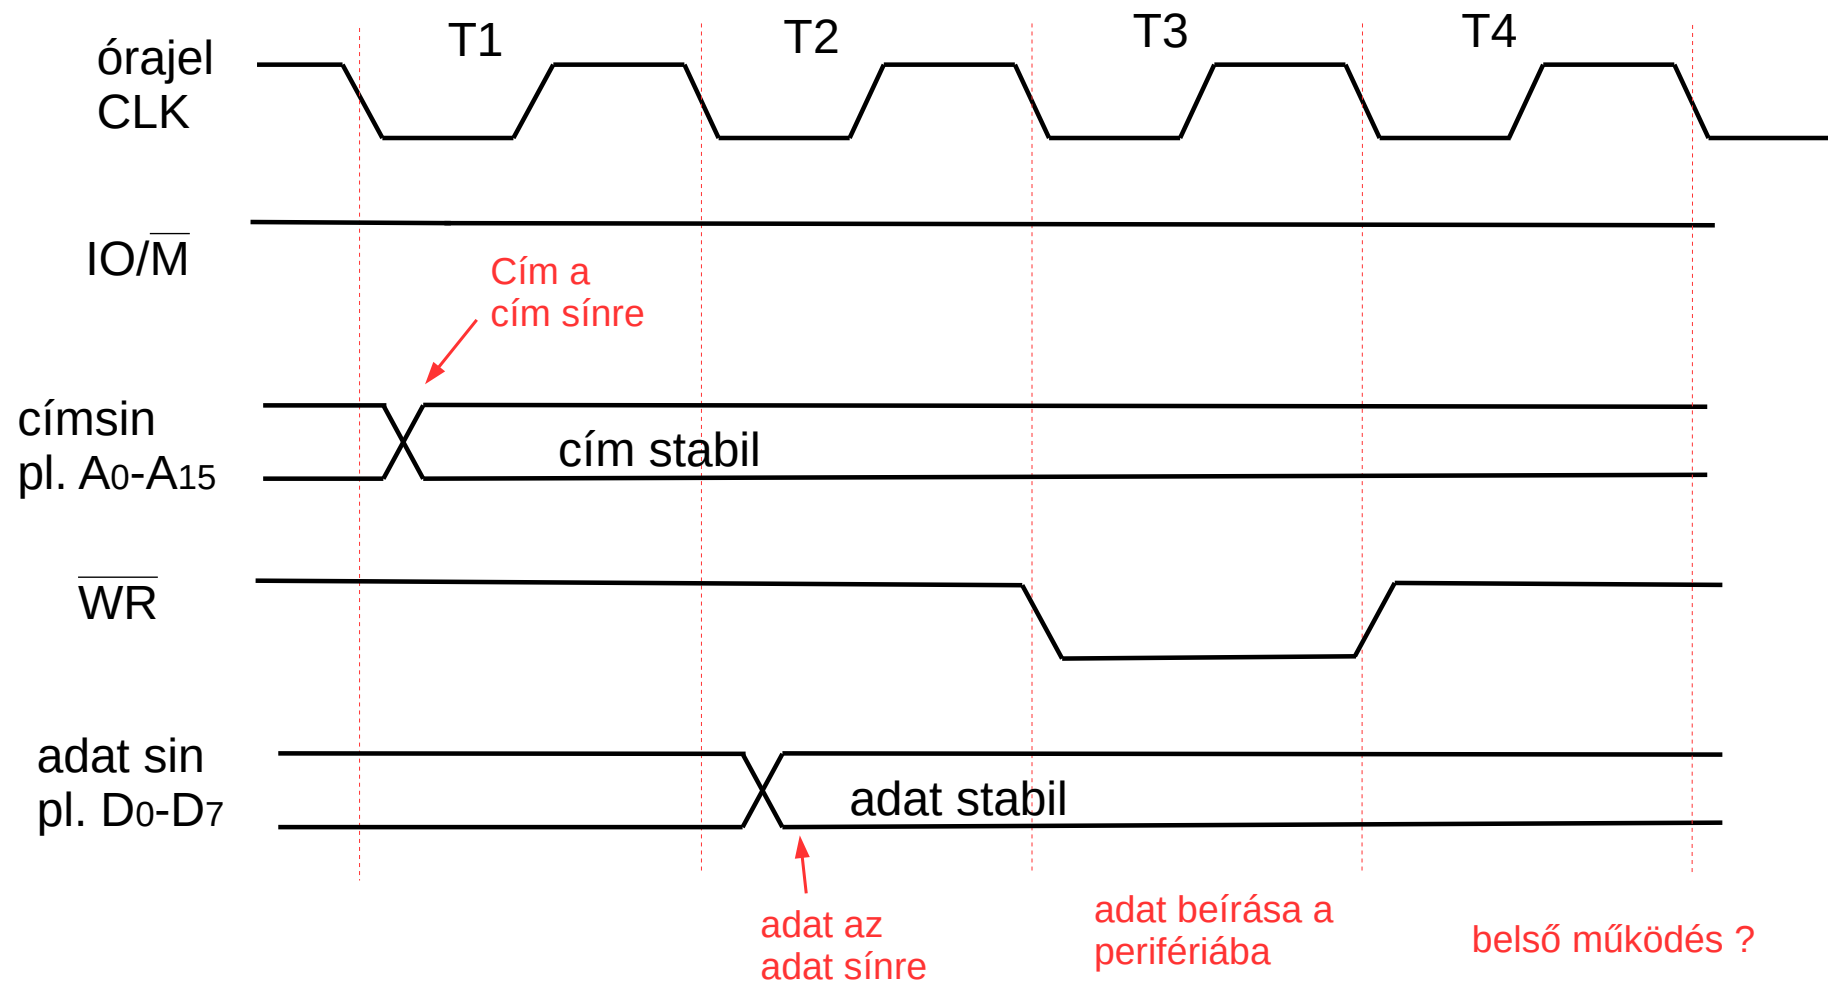 T1
T2
T3
T4
órajel
CLK
IO/M̅
Cím a
cím sínre
címsin
pl. A0-A15
cím stabil
W̅R̅
adat sin
pl. D0-D7
adat stabil
adat az
adat sínre
adat beírása a
perifériába
belső működés ?